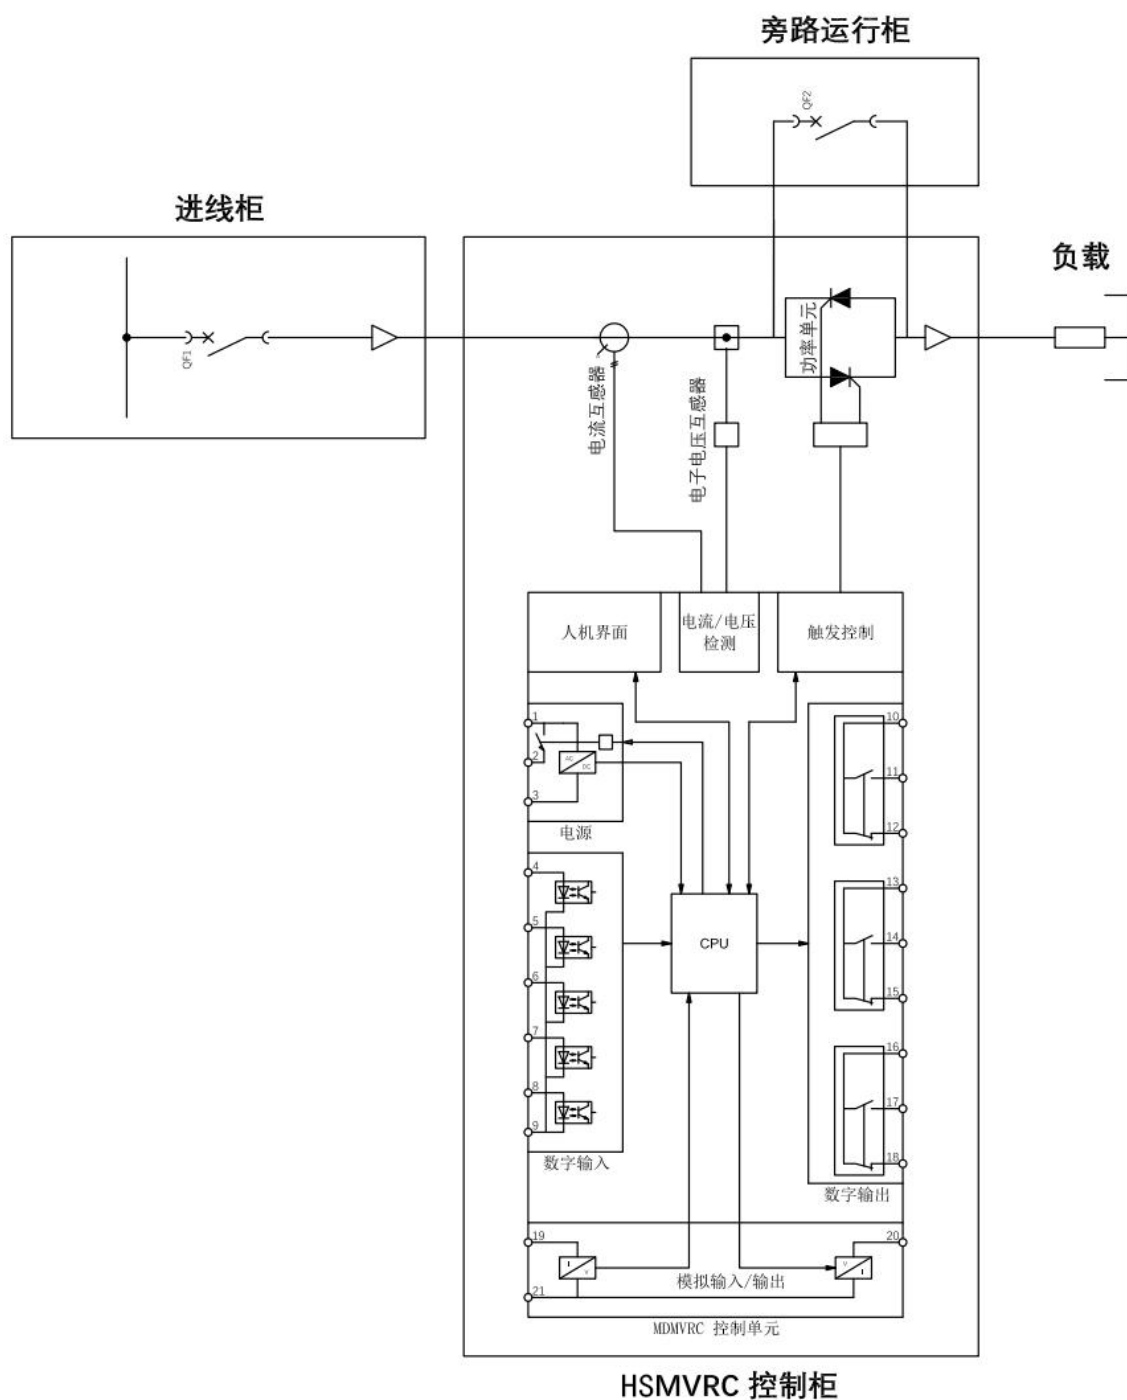 旁路运行柜
QF2
进线柜
QF1
负载
功率单元
电流互感器
电子电压互感器
人机界面
电流/电压
检测
触发控制
1
2
3
AC
DC
电源
10
11
12
4
5
6
7
8
9
数字输入
CPU
13
14
15
16
17
18
数字输出
19
I
V
21
模拟输入/输出
20
V
I
MDMVRC 控制单元
HSMVRC 控制柜